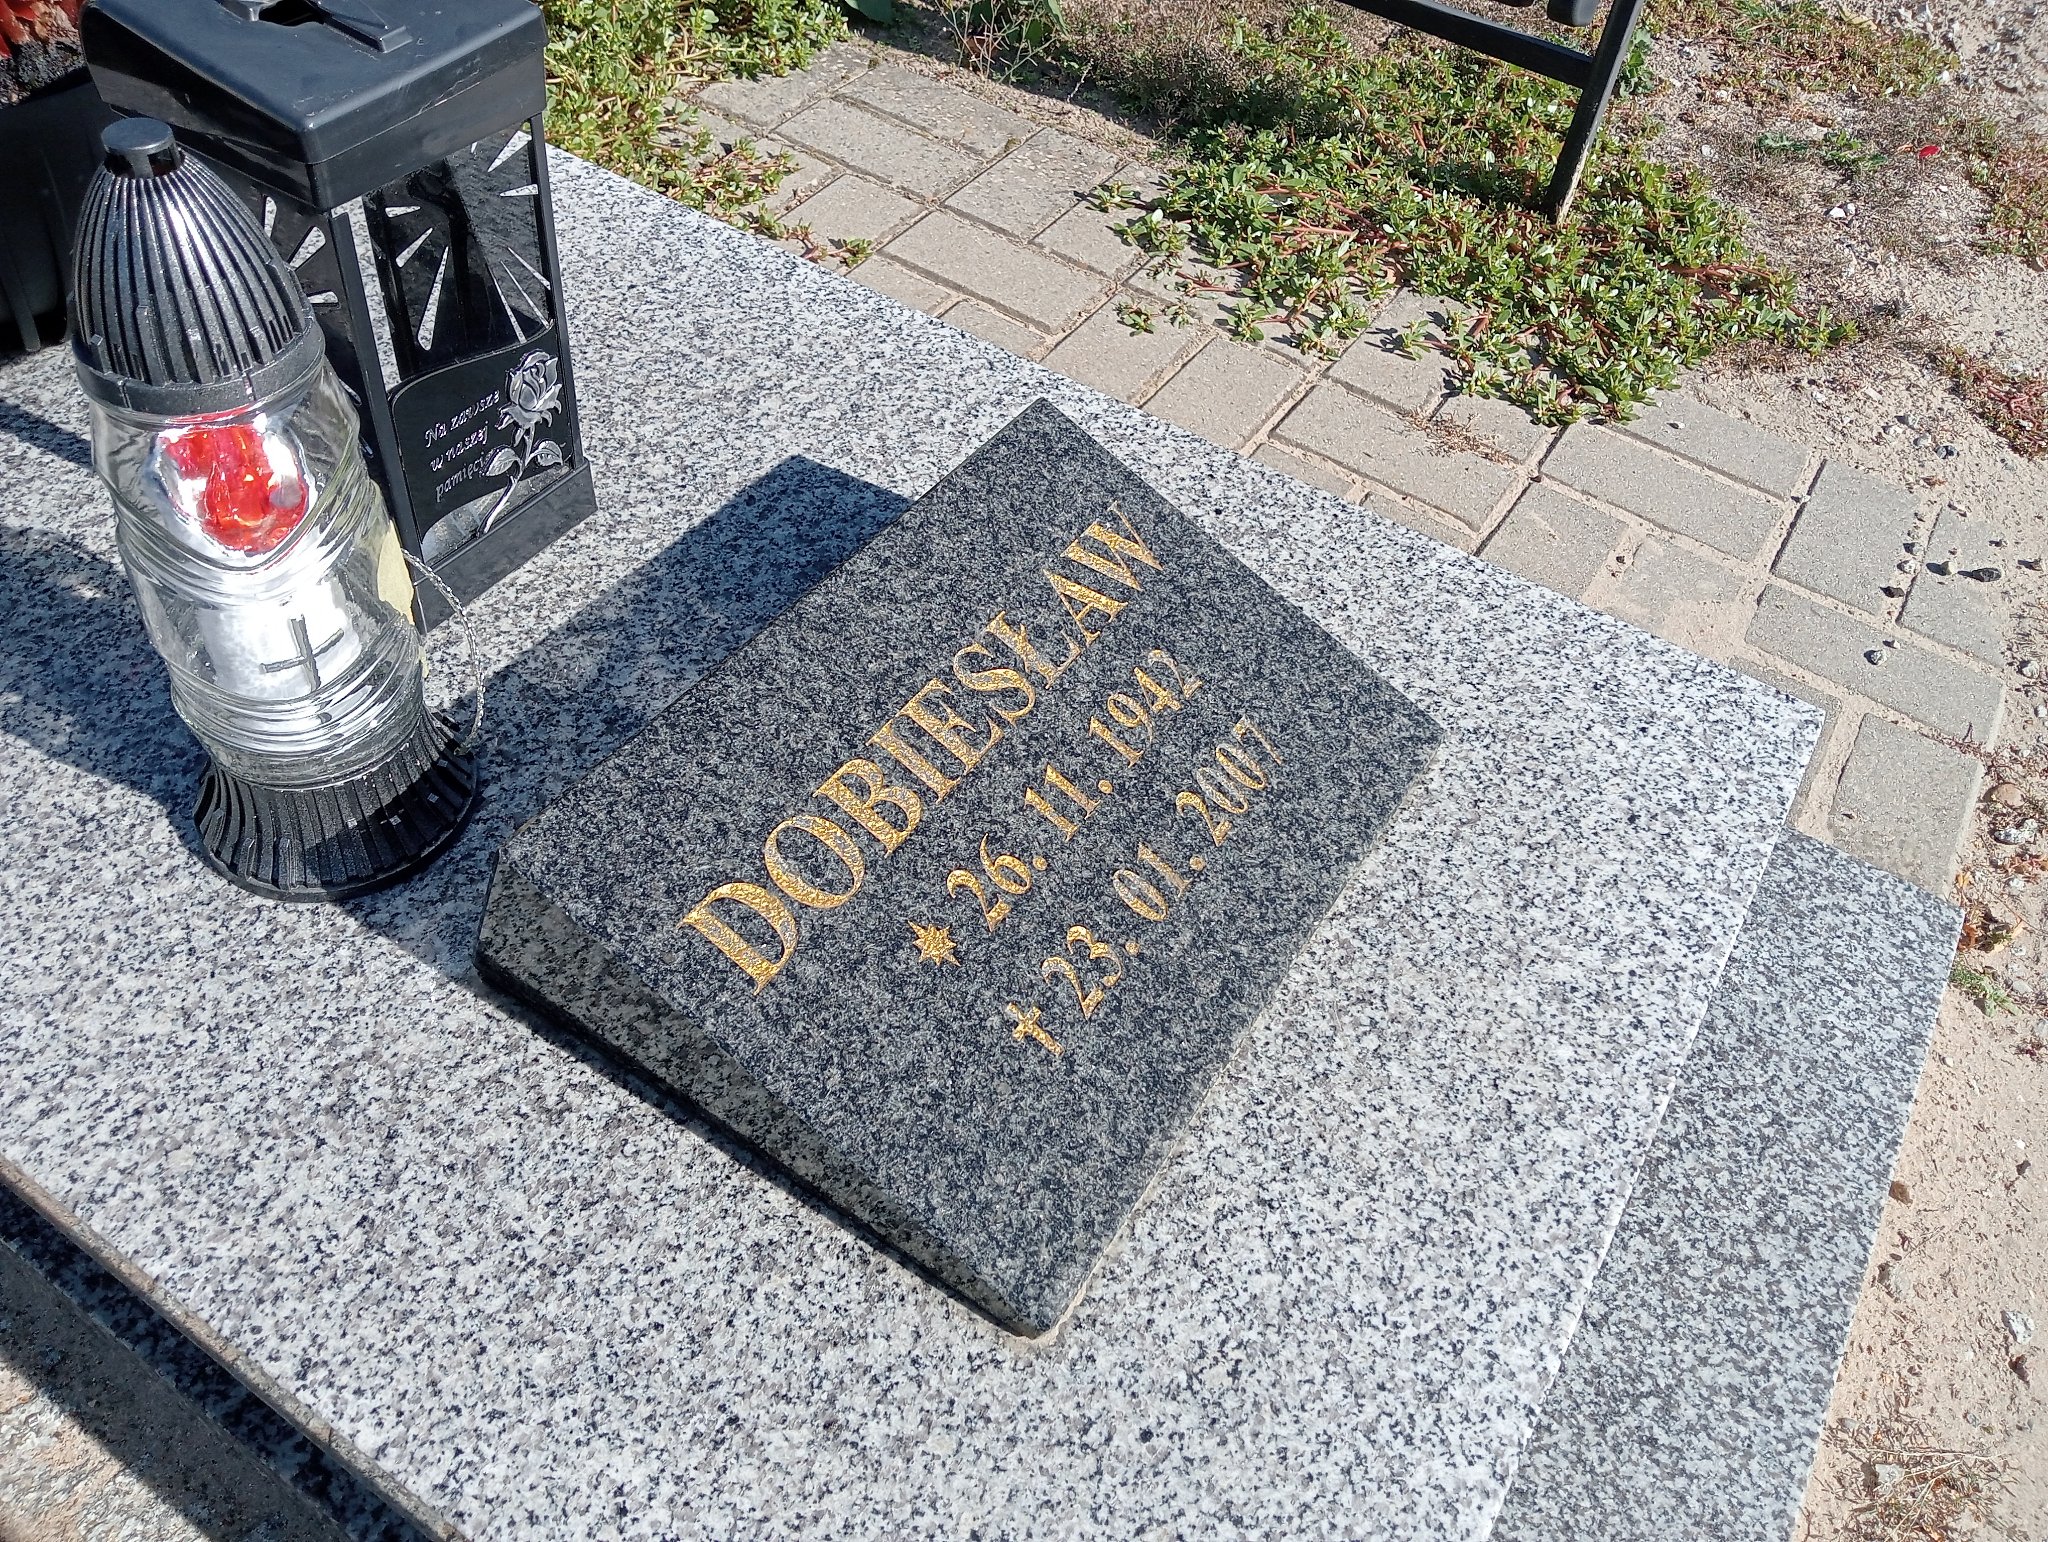 Na zawsze
w naszej
pamięci
DOBIESŁAW
* 26. 11. 1942
† 23. 01. 2007